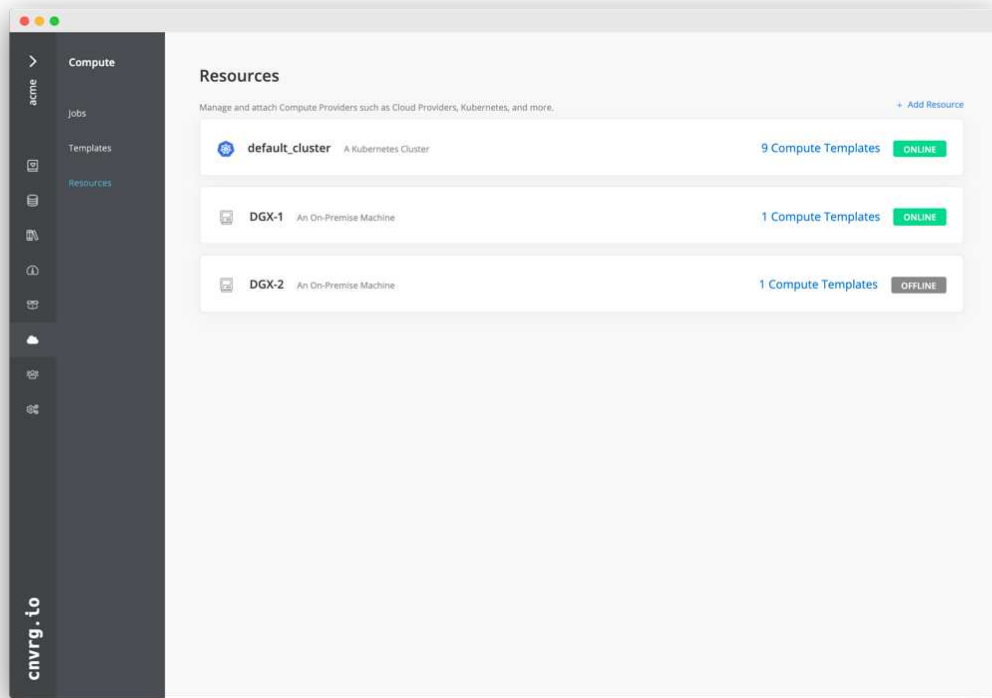 acme
cnvrg.io
Compute
Jobs
Templates
Resources
Resources
Manage and attach Compute Providers such as Cloud Providers, Kubernetes, and more.
+ Add Resource
default_cluster A Kubernetes Cluster 9 Compute Templates ONLINE
DGX-1 An On-Premise Machine 1 Compute Templates ONLINE
DGX-2 An On-Premise Machine 1 Compute Templates OFFLINE